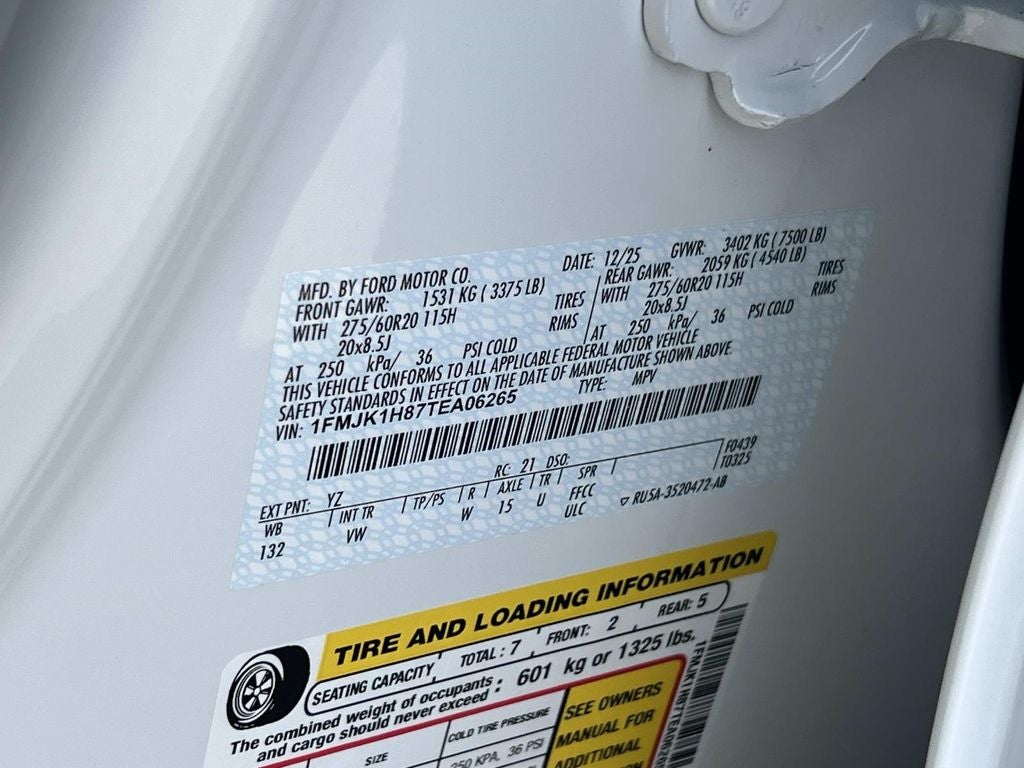 MFD. BY FORD MOTOR CO.
DATE: 12/25 GVWR: 3402 KG ( 7500 LB)
FRONT GAWR: 1531 KG ( 3375 LB)
REAR GAWR: 2059 KG ( 4540 LB)
WITH 275/60R20 115H TIRES
WITH 275/60R20 115H TIRES
20x8.5J RIMS
20x8.5J RIMS
AT 250 kPa/ 36 PSI COLD
AT 250 kPa/ 36 PSI COLD
THIS VEHICLE CONFORMS TO ALL APPLICABLE FEDERAL MOTOR VEHICLE
SAFETY STANDARDS IN EFFECT ON THE DATE OF MANUFACTURE SHOWN ABOVE.
VIN: 1FMJK1H87TEA06265 TYPE: MPV
F0439
T0325
EXT PNT: YZ RC: 21 DSO:
WB INT TR TP/PS R AXLE TR SPR
132 VW W 15 U FFCC
ULC
▽ RU5A-3520472-AB
TIRE AND LOADING INFORMATION
SEATING CAPACITY TOTAL : 7 FRONT: 2 REAR: 5
The combined weight of occupants and cargo should never exceed : 601 kg or 1325 lbs.
SIZE COLD TIRE PRESSURE
250 KPA, 36 PSI
SEE OWNERS
MANUAL FOR
ADDITIONAL